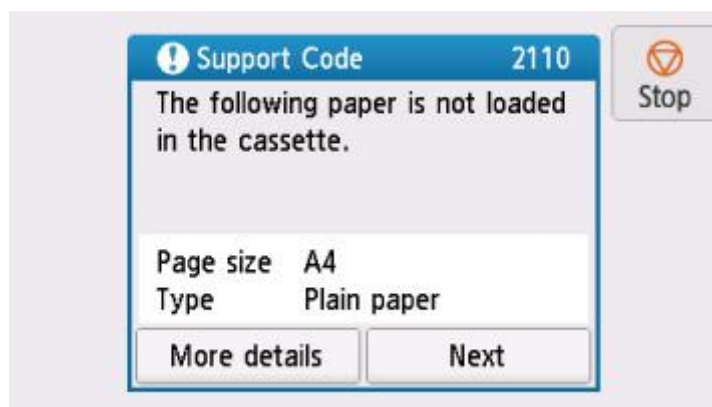 Support Code 2110
Stop
The following paper is not loaded
in the cassette.
Page size A4
Type Plain paper
More details Next